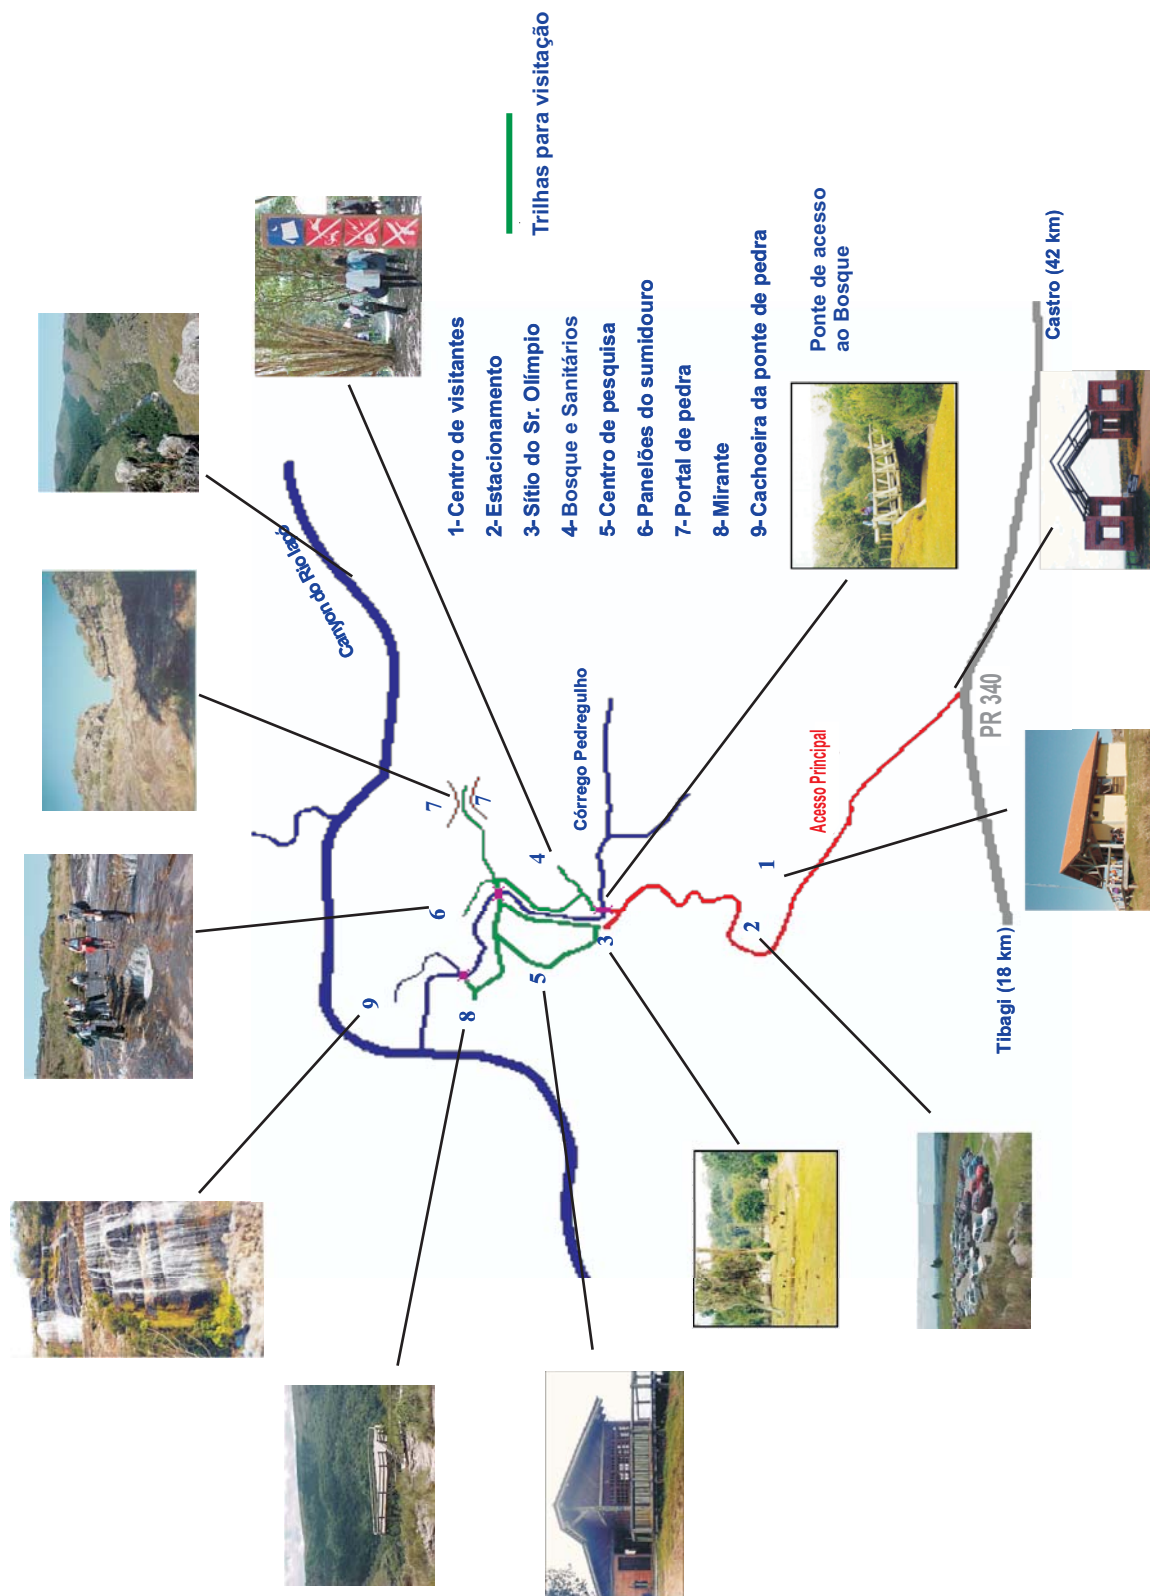 Trilhas para visitação
1-Centro de visitantes
2-Estacionamento
3-Sítio do Sr. Olímpio
4-Bosque e Sanitários
5-Centro de pesquisa
6-Panelões do sumidouro
7-Portal de pedra
8-Mirante
9-Cachoeira da ponte de pedra
Canyon do Rio Iapó
Ponte de acesso
ao Bosque
Córrego Pedregulho
Acesso Principal
PR 340
Castro (42 km)
Tibagi (18 km)
9
6
7
7
8
5
4
3
2
1